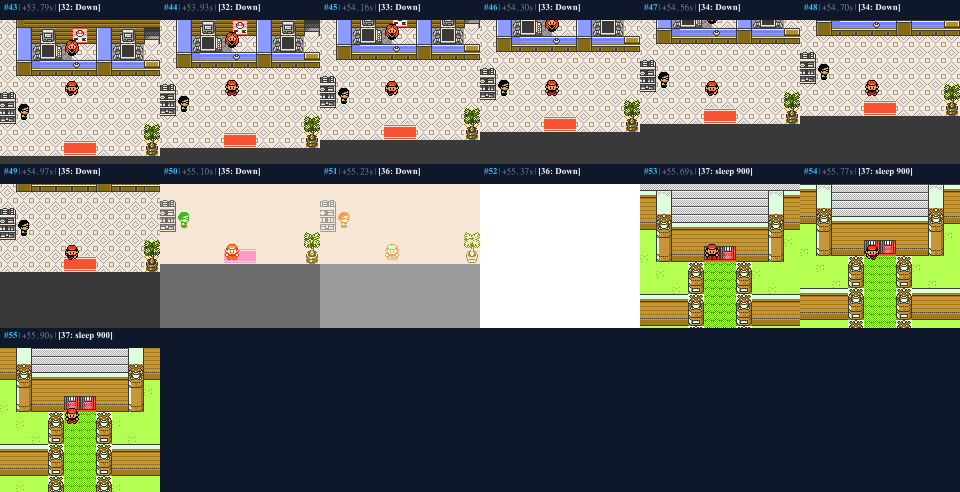 #43|+53.79s|[32: Down]
#44|+53.93s|[32: Down]
#45|+54.16s|[33: Down]
#46|+54.30s|[33: Down]
#47|+54.56s|[34: Down]
#48|+54.70s|[34: Down]
#49|+54.97s|[35: Down]
#50|+55.10s|[35: Down]
#51|+55.23s|[36: Down]
#52|+55.37s|[36: Down]
#53|+55.69s|[37: sleep 900]
#54|+55.77s|[37: sleep 900]
#55|+55.90s|[37: sleep 900]